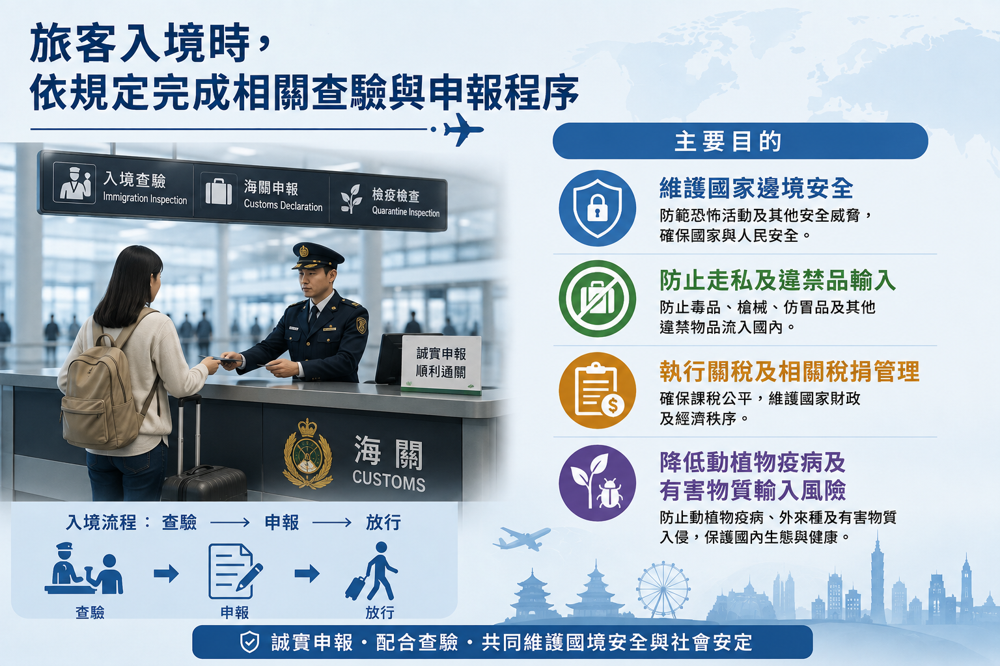 旅客入境時，
依規定完成相關查驗與申報程序
入境查驗
Immigration Inspection
海關申報
Customs Declaration
檢疫檢查
Quarantine Inspection
誠實申報
順利通關
海關
CUSTOMS
入境流程： 查驗 → 申報 → 放行
查驗
申報
放行
主要目的
維護國家邊境安全
防範恐怖活動及其他安全威脅，
確保國家與人民安全。
防止走私及違禁品輸入
防止毒品、槍械、仿冒品及其他
違禁物品流入國內。
執行關稅及相關稅捐管理
$
確保課稅公平，維護國家財政
及經濟秩序。
降低動植物疫病及
有害物質輸入風險
防止動植物疫病、外來種及有害物質
入侵，保護國內生態與健康。
誠實申報・配合查驗・共同維護國境安全與社會安定